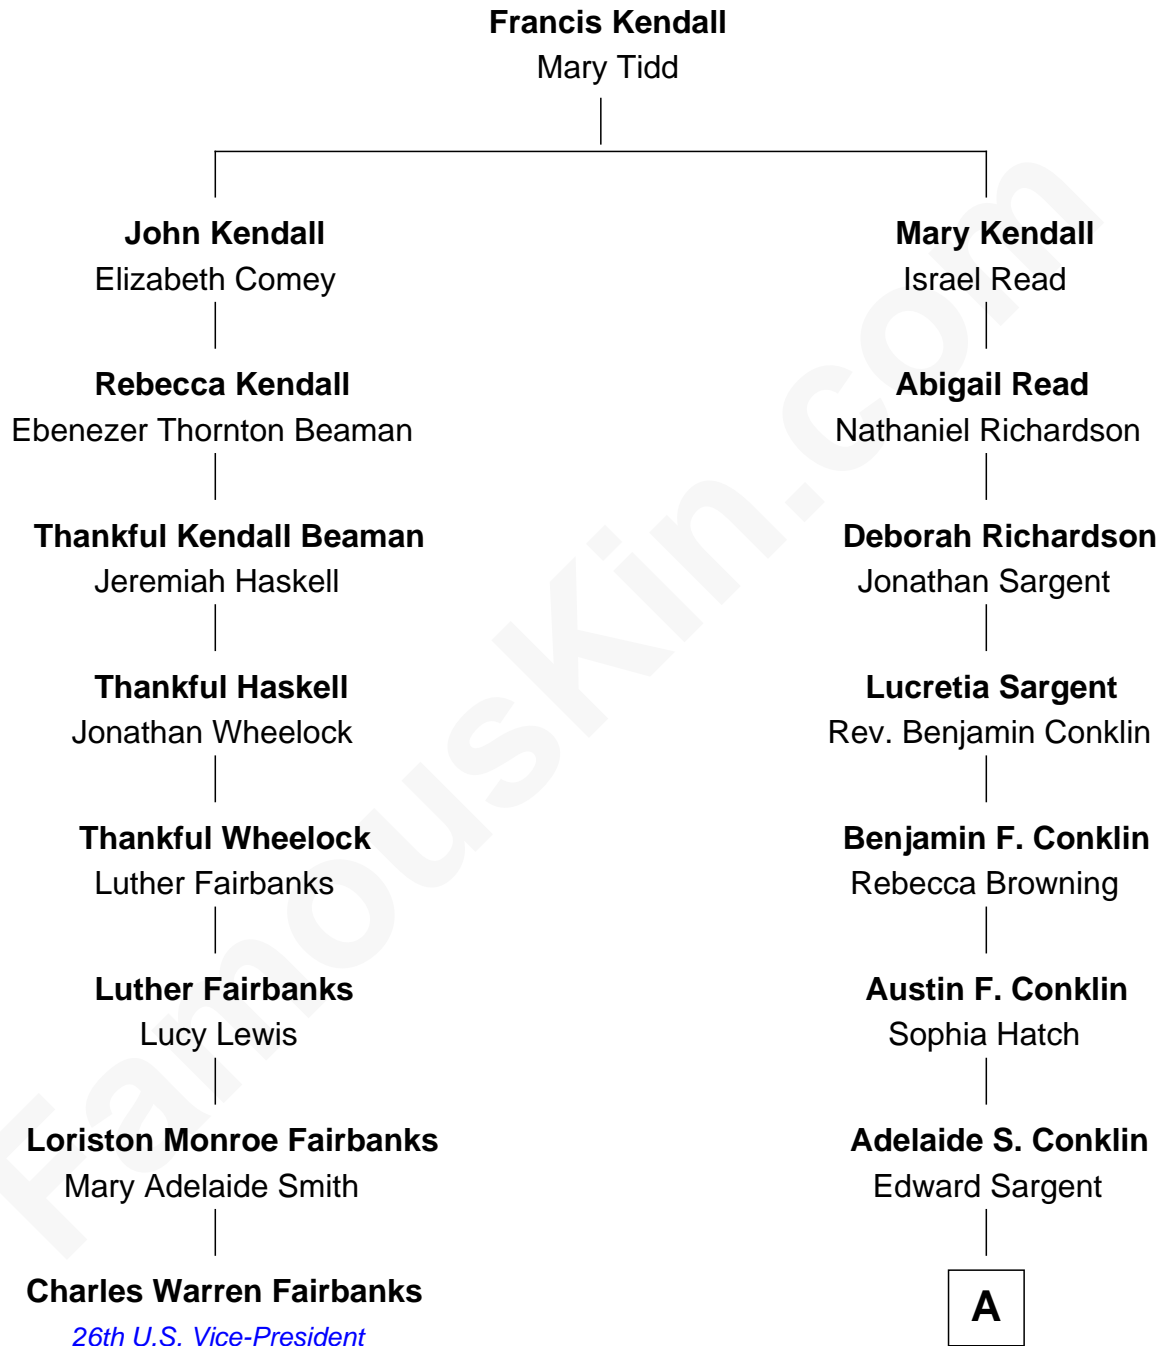 Francis Kendall
Mary Tidd
John Kendall
Elizabeth Comey
Mary Kendall
Israel Read
Rebecca Kendall
Ebenezer Thornton Beaman
Abigail Read
Nathaniel Richardson
Thankful Kendall Beaman
Jeremiah Haskell
Deborah Richardson
Jonathan Sargent
Thankful Haskell
Jonathan Wheelock
Lucretia Sargent
Rev. Benjamin Conklin
Thankful Wheelock
Luther Fairbanks
Benjamin F. Conklin
Rebecca Browning
Luther Fairbanks
Lucy Lewis
Austin F. Conklin
Sophia Hatch
Loriston Monroe Fairbanks
Mary Adelaide Smith
Adelaide S. Conklin
Edward Sargent
Charles Warren Fairbanks
26th U.S. Vice-President
A
FamousKin.com